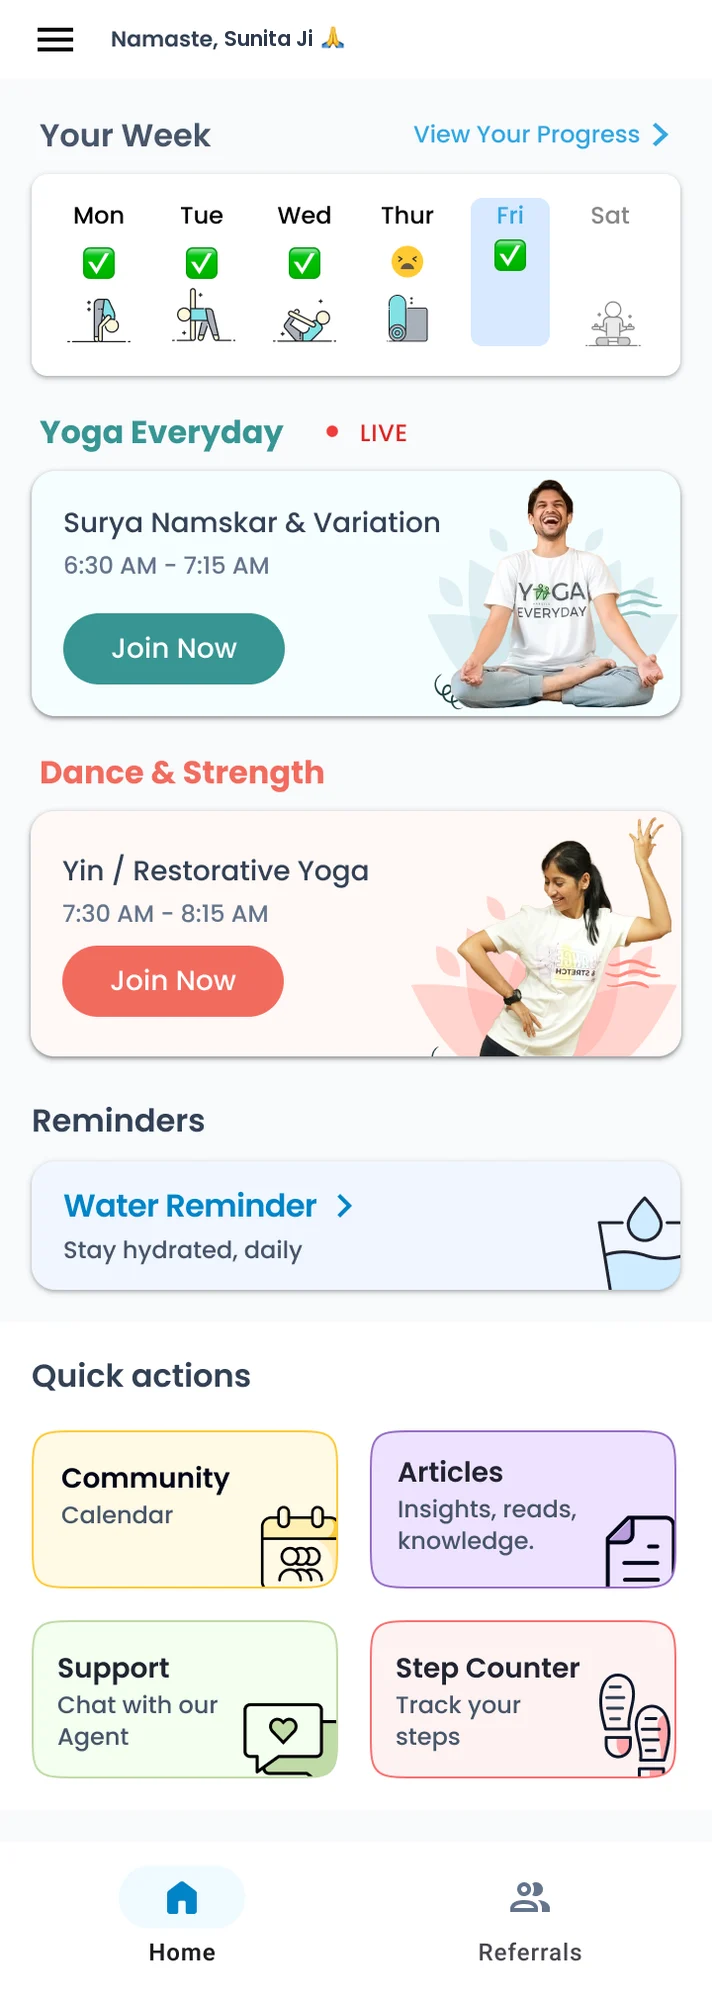 Namaste, Sunita Ji 🙏
Your Week
View Your Progress >
Mon Tue Wed Thur Fri Sat
Yoga Everyday • LIVE
Surya Namskar & Variation
6:30 AM - 7:15 AM
YOGA
EVERYDAY
Join Now
Dance & Strength
Yin / Restorative Yoga
7:30 AM - 8:15 AM
Join Now
& STRETCH
Reminders
Water Reminder >
Stay hydrated, daily
Quick actions
Community
Calendar
Articles
Insights, reads,
knowledge.
Support
Chat with our
Agent
Step Counter
Track your
steps
Home
Referrals